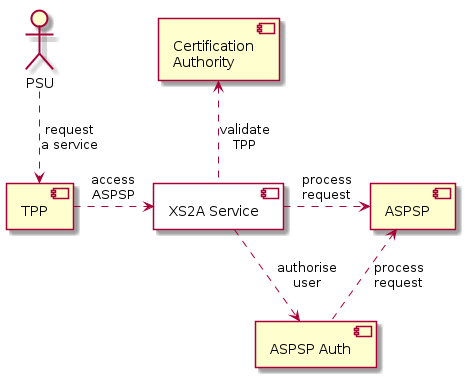 Certification
Authority
PSU
request
a service
validate
TPP
access
ASPSP
process
request
TPP
XS2A Service
ASPSP
authorise
user
process
request
ASPSP Auth